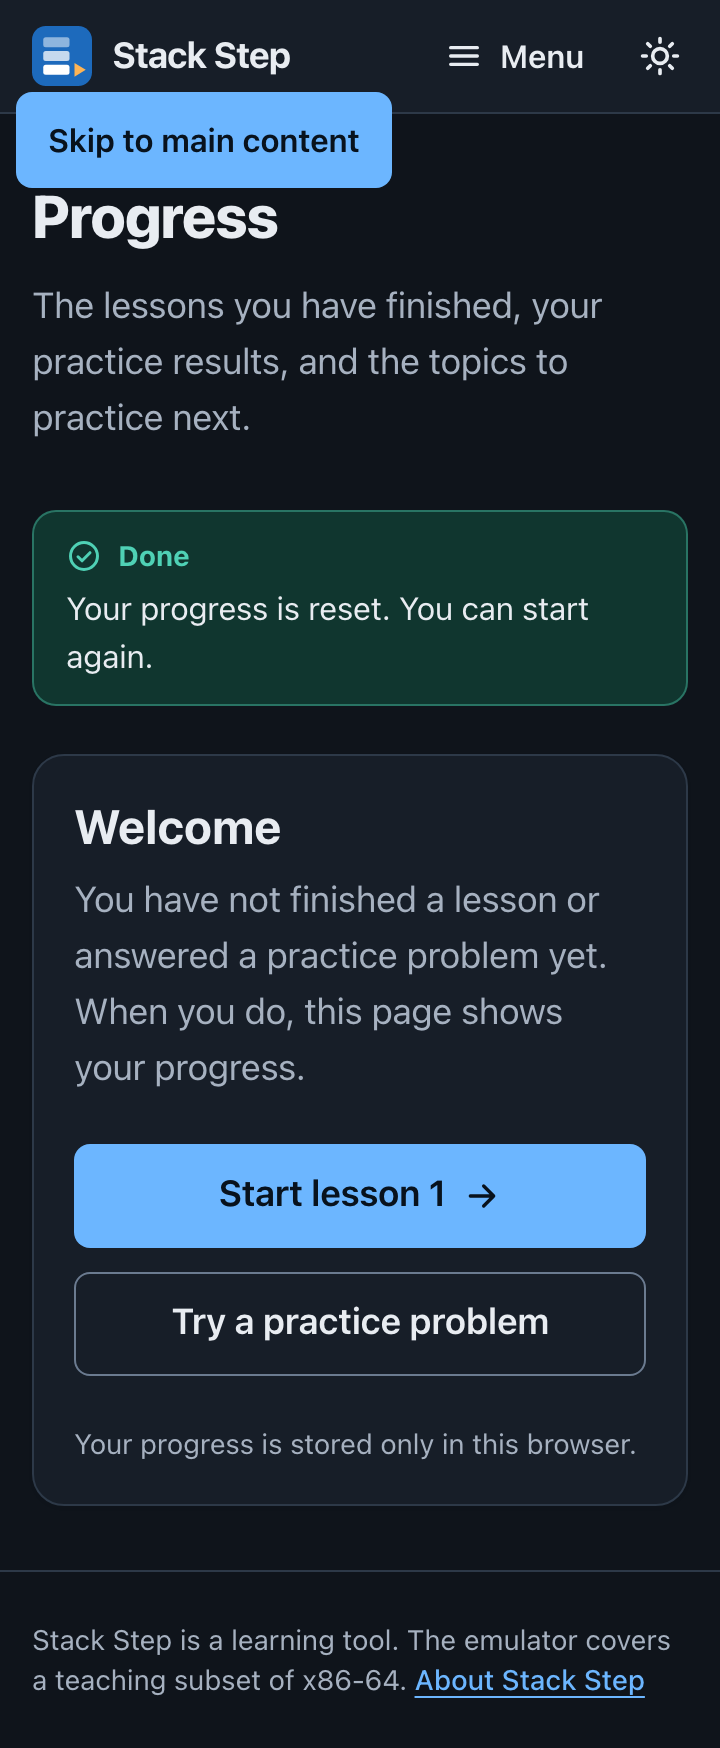 Stack Step
Menu
Skip to main content
Progress
The lessons you have finished, your
practice results, and the topics to
practice next.
Done
Your progress is reset. You can start
again.
Welcome
You have not finished a lesson or
answered a practice problem yet.
When you do, this page shows
your progress.
Start lesson 1 →
Try a practice problem
Your progress is stored only in this browser.
Stack Step is a learning tool. The emulator covers
a teaching subset of x86-64. About Stack Step